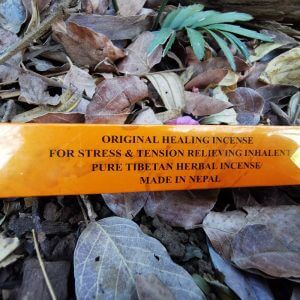 ORIGINAL HEALING INCENSE
FOR STRESS & TENSION RELIEVING INHALENT
PURE TIBETAN HERBAL INCENSE
MADE IN NEPAL